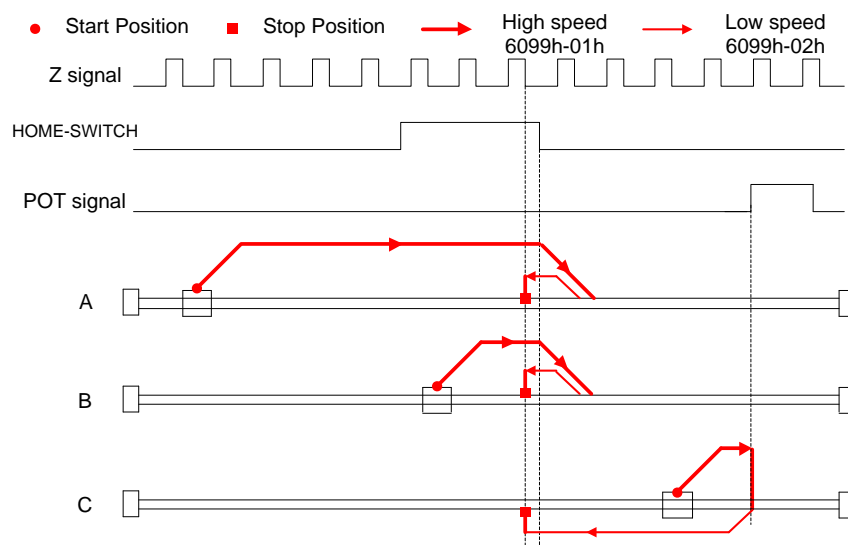 Start Position
Stop Position
High speed
6099h-01h
Low speed
6099h-02h
Z signal
HOME-SWITCH
POT signal
A
B
C